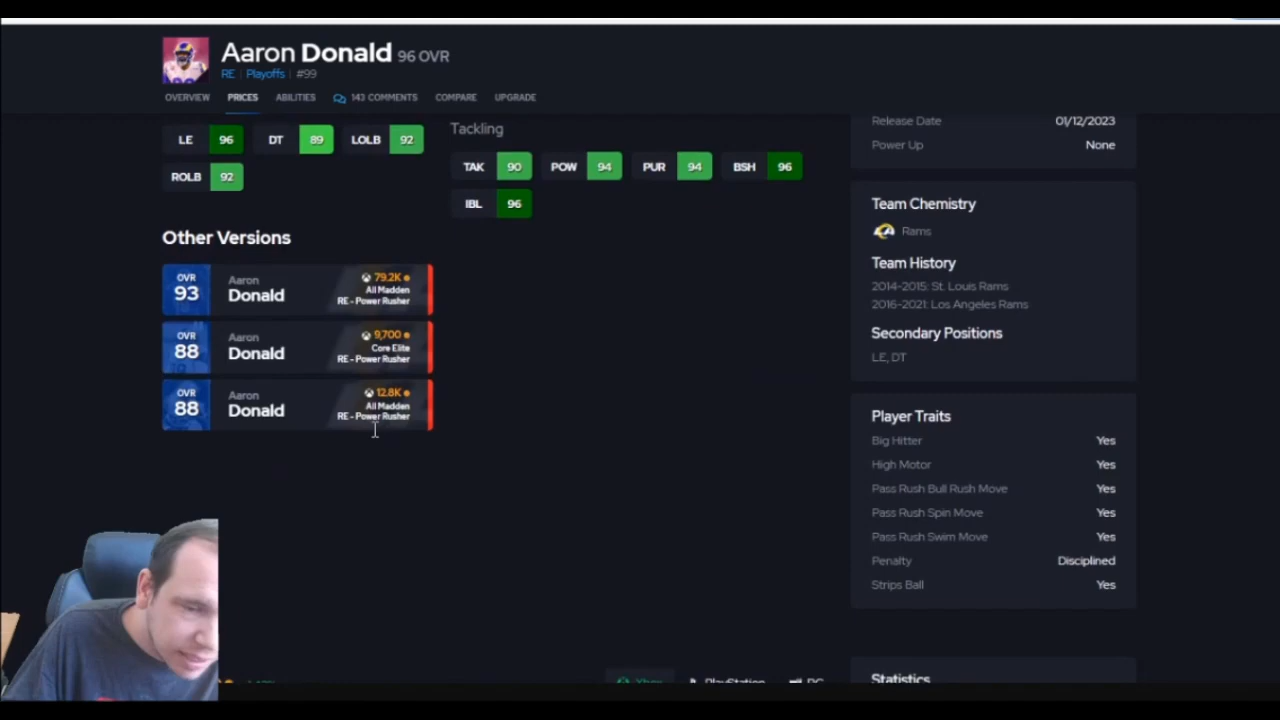 Aaron Donald 96 OVR
RE | Playoffs | #99
OVERVIEW PRICES ABILITIES 143 COMMENTS COMPARE UPGRADE
LE 96 DT 89 LOLB 92
ROLB 92
Tackling
TAK 90 POW 94 PUR 94 BSH 96
IBL 96
Other Versions
OVR 93 Aaron Donald 79.2K All Madden RE - Power Rusher
OVR 88 Aaron Donald 9,700 Core Elite RE - Power Rusher
OVR 88 Aaron Donald 12.8K All Madden RE - Power Rusher
Release Date 01/12/2023
Power Up None
Team Chemistry
Rams
Team History
2014-2015: St. Louis Rams
2016-2021: Los Angeles Rams
Secondary Positions
LE, DT
Player Traits
Big Hitter Yes
High Motor Yes
Pass Rush Bull Rush Move Yes
Pass Rush Spin Move Yes
Pass Rush Swim Move Yes
Penalty Disciplined
Strips Ball Yes
Xbox PlayStation PC
Statistics